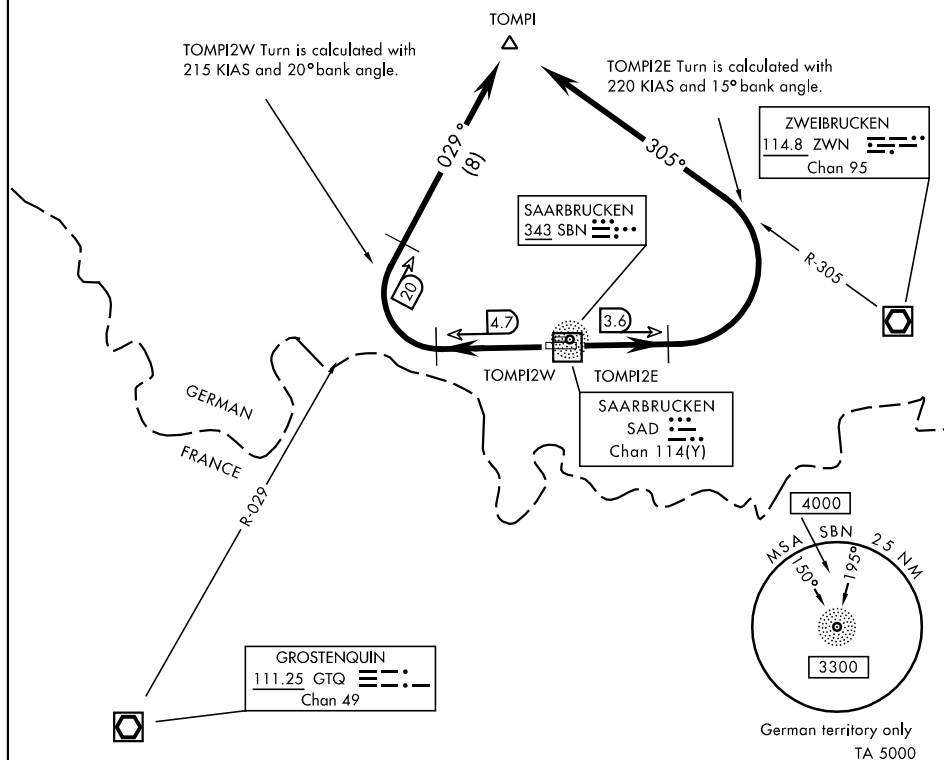 TOMPI
TOMPI2W Turn is calculated with
215 KIAS and 20° bank angle.
TOMPI2E Turn is calculated with
220 KIAS and 15° bank angle.
ZWEIBRUCKEN
114.8 ZWN
Chan 95
029°
(8)
305°
SAARBRUCKEN
343 SBN
R-305
20
4.7
3.6
TOMPI2W
TOMPI2E
SAARBRUCKEN
SAD
Chan 114(Y)
GERMAN
FRANCE
R-029
4000
MSA SBN 25 NM
150°
195°
3300
GROSTENQUIN
111.25 GTQ
Chan 49
German territory only
TA 5000